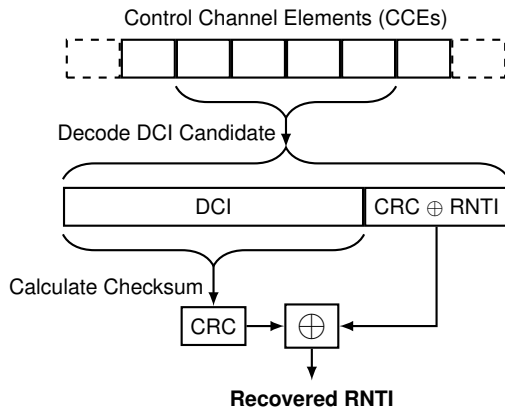 Control Channel Elements (CCEs)
Decode DCI Candidate
DCI
CRC ⊕ RNTI
Calculate Checksum
CRC
⊕
Recovered RNTI